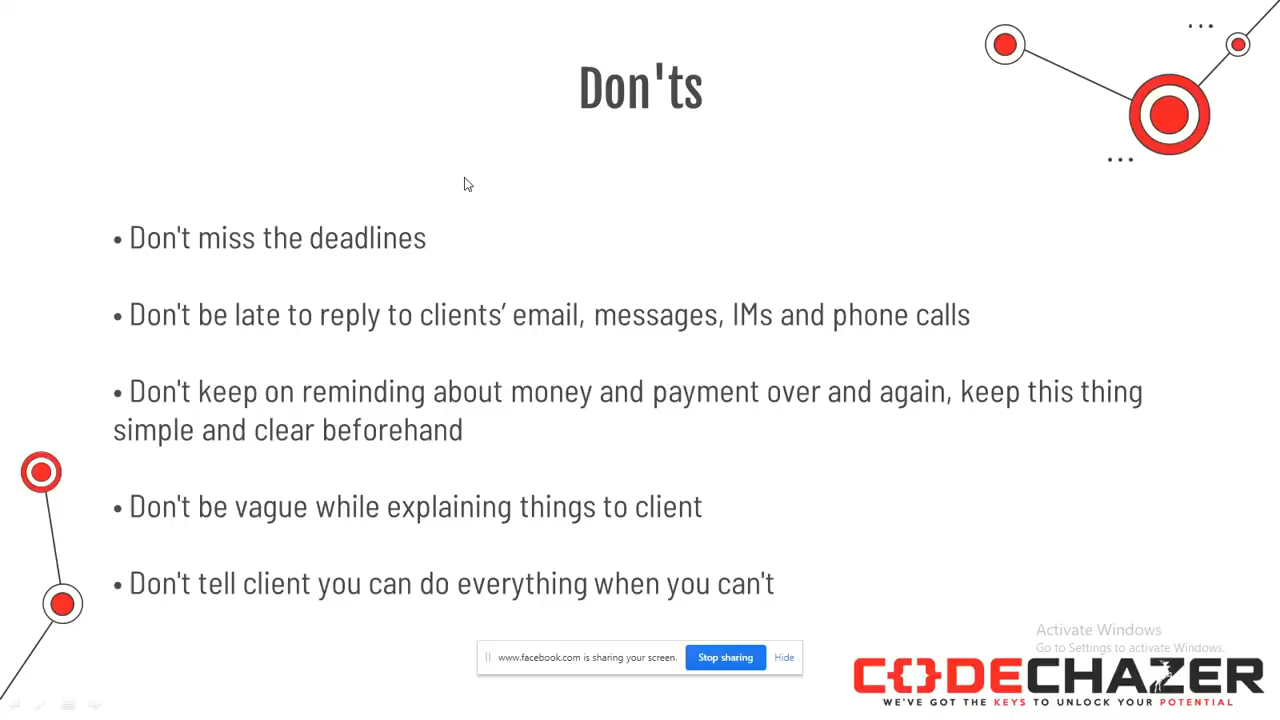 Don'ts
• Don't miss the deadlines
• Don't be late to reply to clients’ email, messages, IMs and phone calls
• Don't keep on reminding about money and payment over and again, keep this thing
simple and clear beforehand
• Don't be vague while explaining things to client
• Don't tell client you can do everything when you can't
Activate Windows
Go to Settings to activate Windows.
www.facebook.com is sharing your screen. Stop sharing Hide
CODECHAZER
WE'VE GOT THE KEYS TO UNLOCK YOUR POTENTIAL